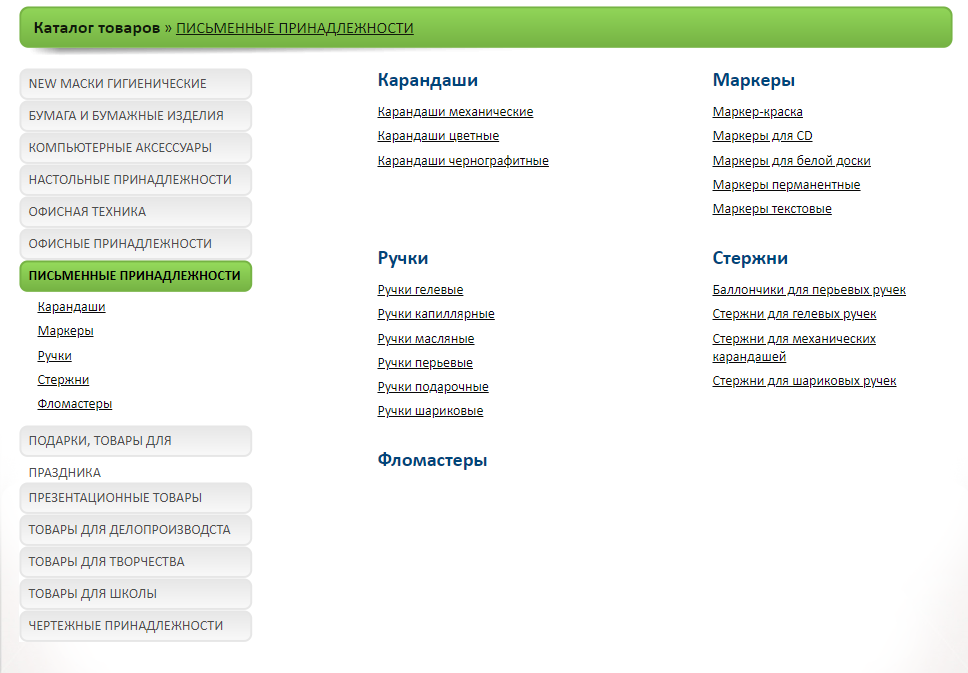 Каталог товаров » ПИСЬМЕННЫЕ ПРИНАДЛЕЖНОСТИ
NEW МАСКИ ГИГИЕНИЧЕСКИЕ
БУМАГА И БУМАЖНЫЕ ИЗДЕЛИЯ
КОМПЬЮТЕРНЫЕ АКСЕССУАРЫ
НАСТОЛЬНЫЕ ПРИНАДЛЕЖНОСТИ
ОФИСНАЯ ТЕХНИКА
ОФИСНЫЕ ПРИНАДЛЕЖНОСТИ
ПИСЬМЕННЫЕ ПРИНАДЛЕЖНОСТИ
Карандаши
Маркеры
Ручки
Стержни
Фломастеры
ПОДАРКИ, ТОВАРЫ ДЛЯ
ПРАЗДНИКА
ПРЕЗЕНТАЦИОННЫЕ ТОВАРЫ
ТОВАРЫ ДЛЯ ДЕЛОПРОИЗВОДСТА
ТОВАРЫ ДЛЯ ТВОРЧЕСТВА
ТОВАРЫ ДЛЯ ШКОЛЫ
ЧЕРТЕЖНЫЕ ПРИНАДЛЕЖНОСТИ
Карандаши
Карандаши механические
Карандаши цветные
Карандаши чернографитные
Маркеры
Маркер-краска
Маркеры для CD
Маркеры для белой доски
Маркеры перманентные
Маркеры текстовые
Ручки
Ручки гелевые
Ручки капиллярные
Ручки масляные
Ручки перьевые
Ручки подарочные
Ручки шариковые
Стержни
Баллончики для перьевых ручек
Стержни для гелевых ручек
Стержни для механических
карандашей
Стержни для шариковых ручек
Фломастеры